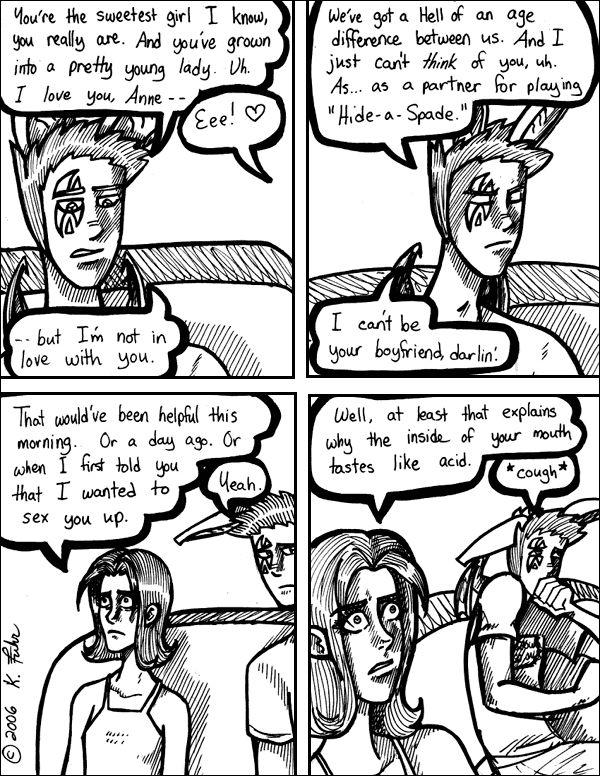 You're the sweetest girl I know,
you really are. And you've grown
into a pretty young lady. Uh.
I love you, Anne --
Eee! ♡
-- but I'm not in
love with you.
We've got a Hell of an age
difference between us. And I
just can't think of you, uh.
As... as a partner for playing
"Hide-a-Spade."
I can't be
your boyfriend, darlin'.
That would've been helpful this
morning. Or a day ago. Or
when I first told you
that I wanted to
sex you up.
Yeah.
Well, at least that explains
why the inside of your mouth
tastes like acid.
*cough*
© 2006 K.